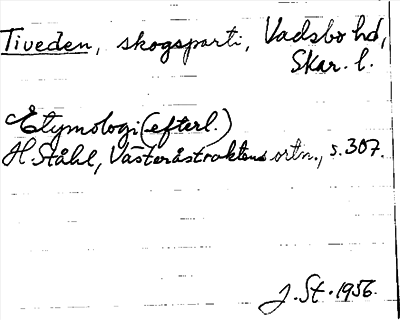 Tiveden, skogsparti, Vadsbo hd,
Skar. l.
Etymologi (efterl.)
H Ståhl, Västeråstraktens ortn., s. 307.
J. St. 1956.